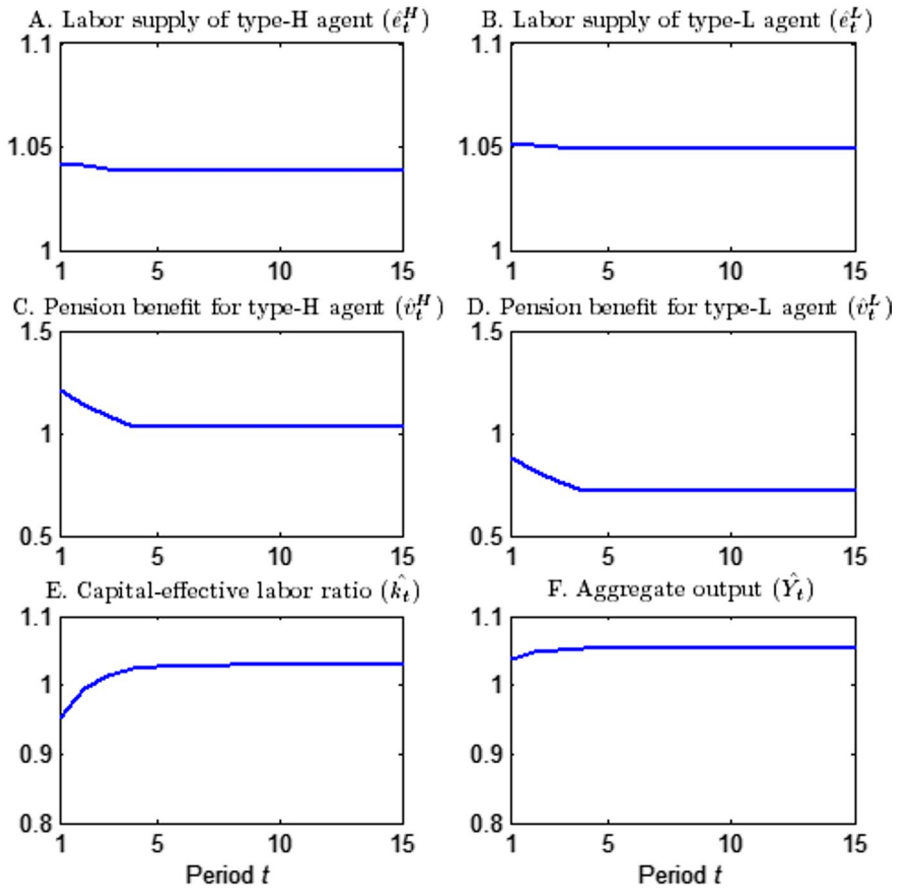 A. Labor supply of type-H agent (ê_t^H)
B. Labor supply of type-L agent (ê_t^L)
1.1
1.05
1
1 5 10 15
1.1
1.05
1
1 5 10 15
C. Pension benefit for type-H agent (v̂_t^H)
D. Pension benefit for type-L agent (v̂_t^L)
1.5
1
0.5
1 5 10 15
1.5
1
0.5
1 5 10 15
E. Capital-effective labor ratio (k̂_t)
F. Aggregate output (Ŷ_t)
1.1
1
0.9
0.8
1 5 10 15
Period t
1.1
1
0.9
0.8
1 5 10 15
Period t